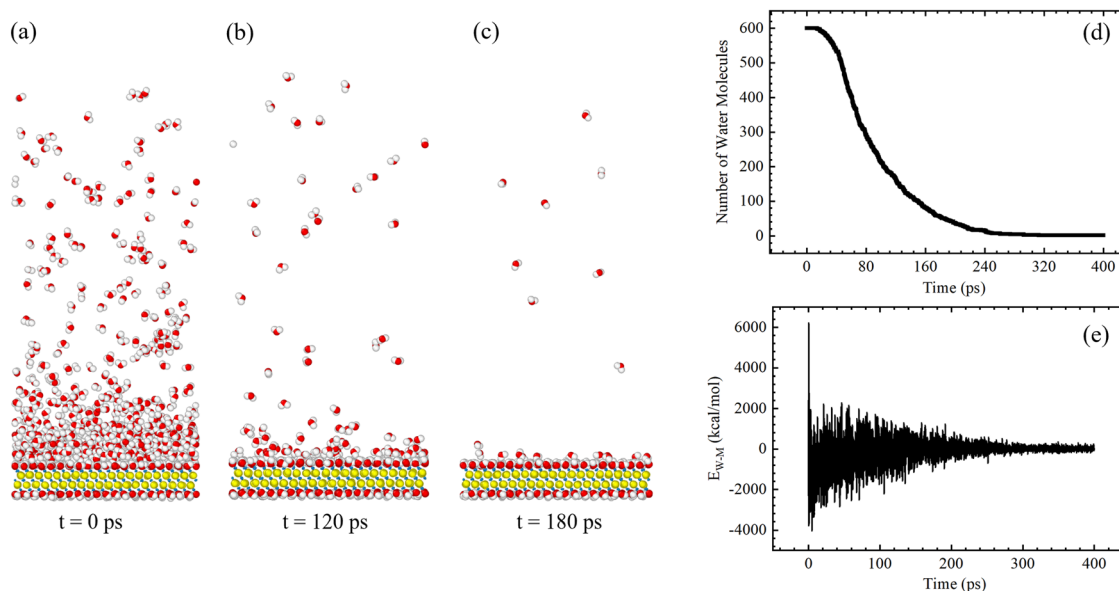 (a)
(b)
(c)
t = 0 ps
t = 120 ps
t = 180 ps
(d)
Number of Water Molecules
600
500
400
300
200
100
0
0 80 160 240 320 400
Time (ps)
(e)
E_W-M (kcal/mol)
6000
4000
2000
0
-2000
-4000
0 100 200 300 400
Time (ps)